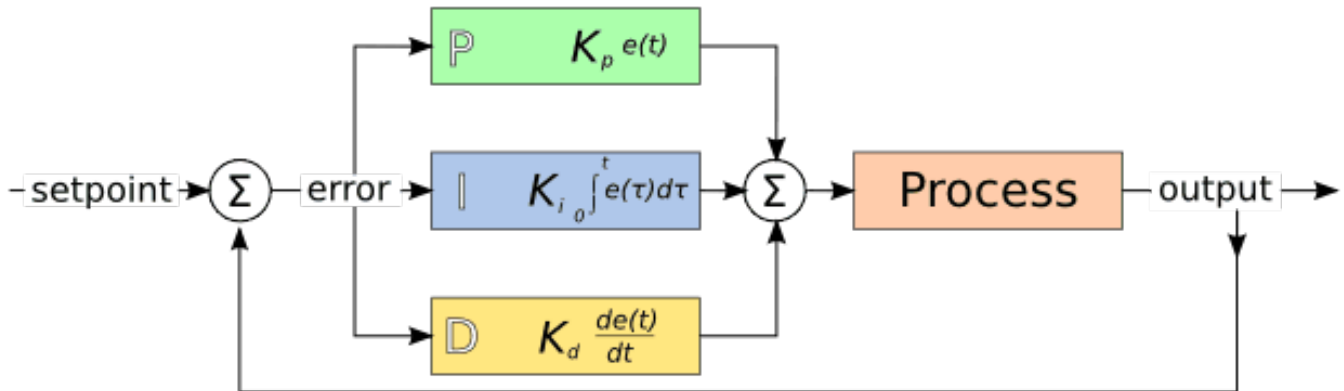 P K_p e(t)
setpoint Σ error I K_i ∫_0^t e(τ)dτ Σ Process output
D K_d de(t)/dt